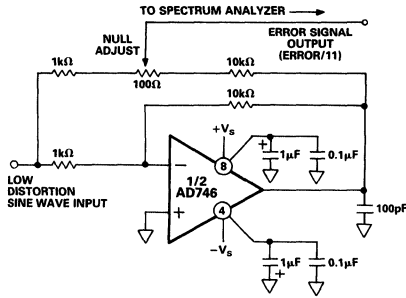 TO SPECTRUM ANALYZER
NULL
ADJUST
ERROR SIGNAL
OUTPUT
(ERROR/11)
1kΩ
100Ω
10kΩ
10kΩ
1kΩ
+VS
LOW
DISTORTION
SINE WAVE INPUT
−
1/2
AD746
+
8
4
+
1µF
0.1µF
100pF
−VS
1µF
+
0.1µF